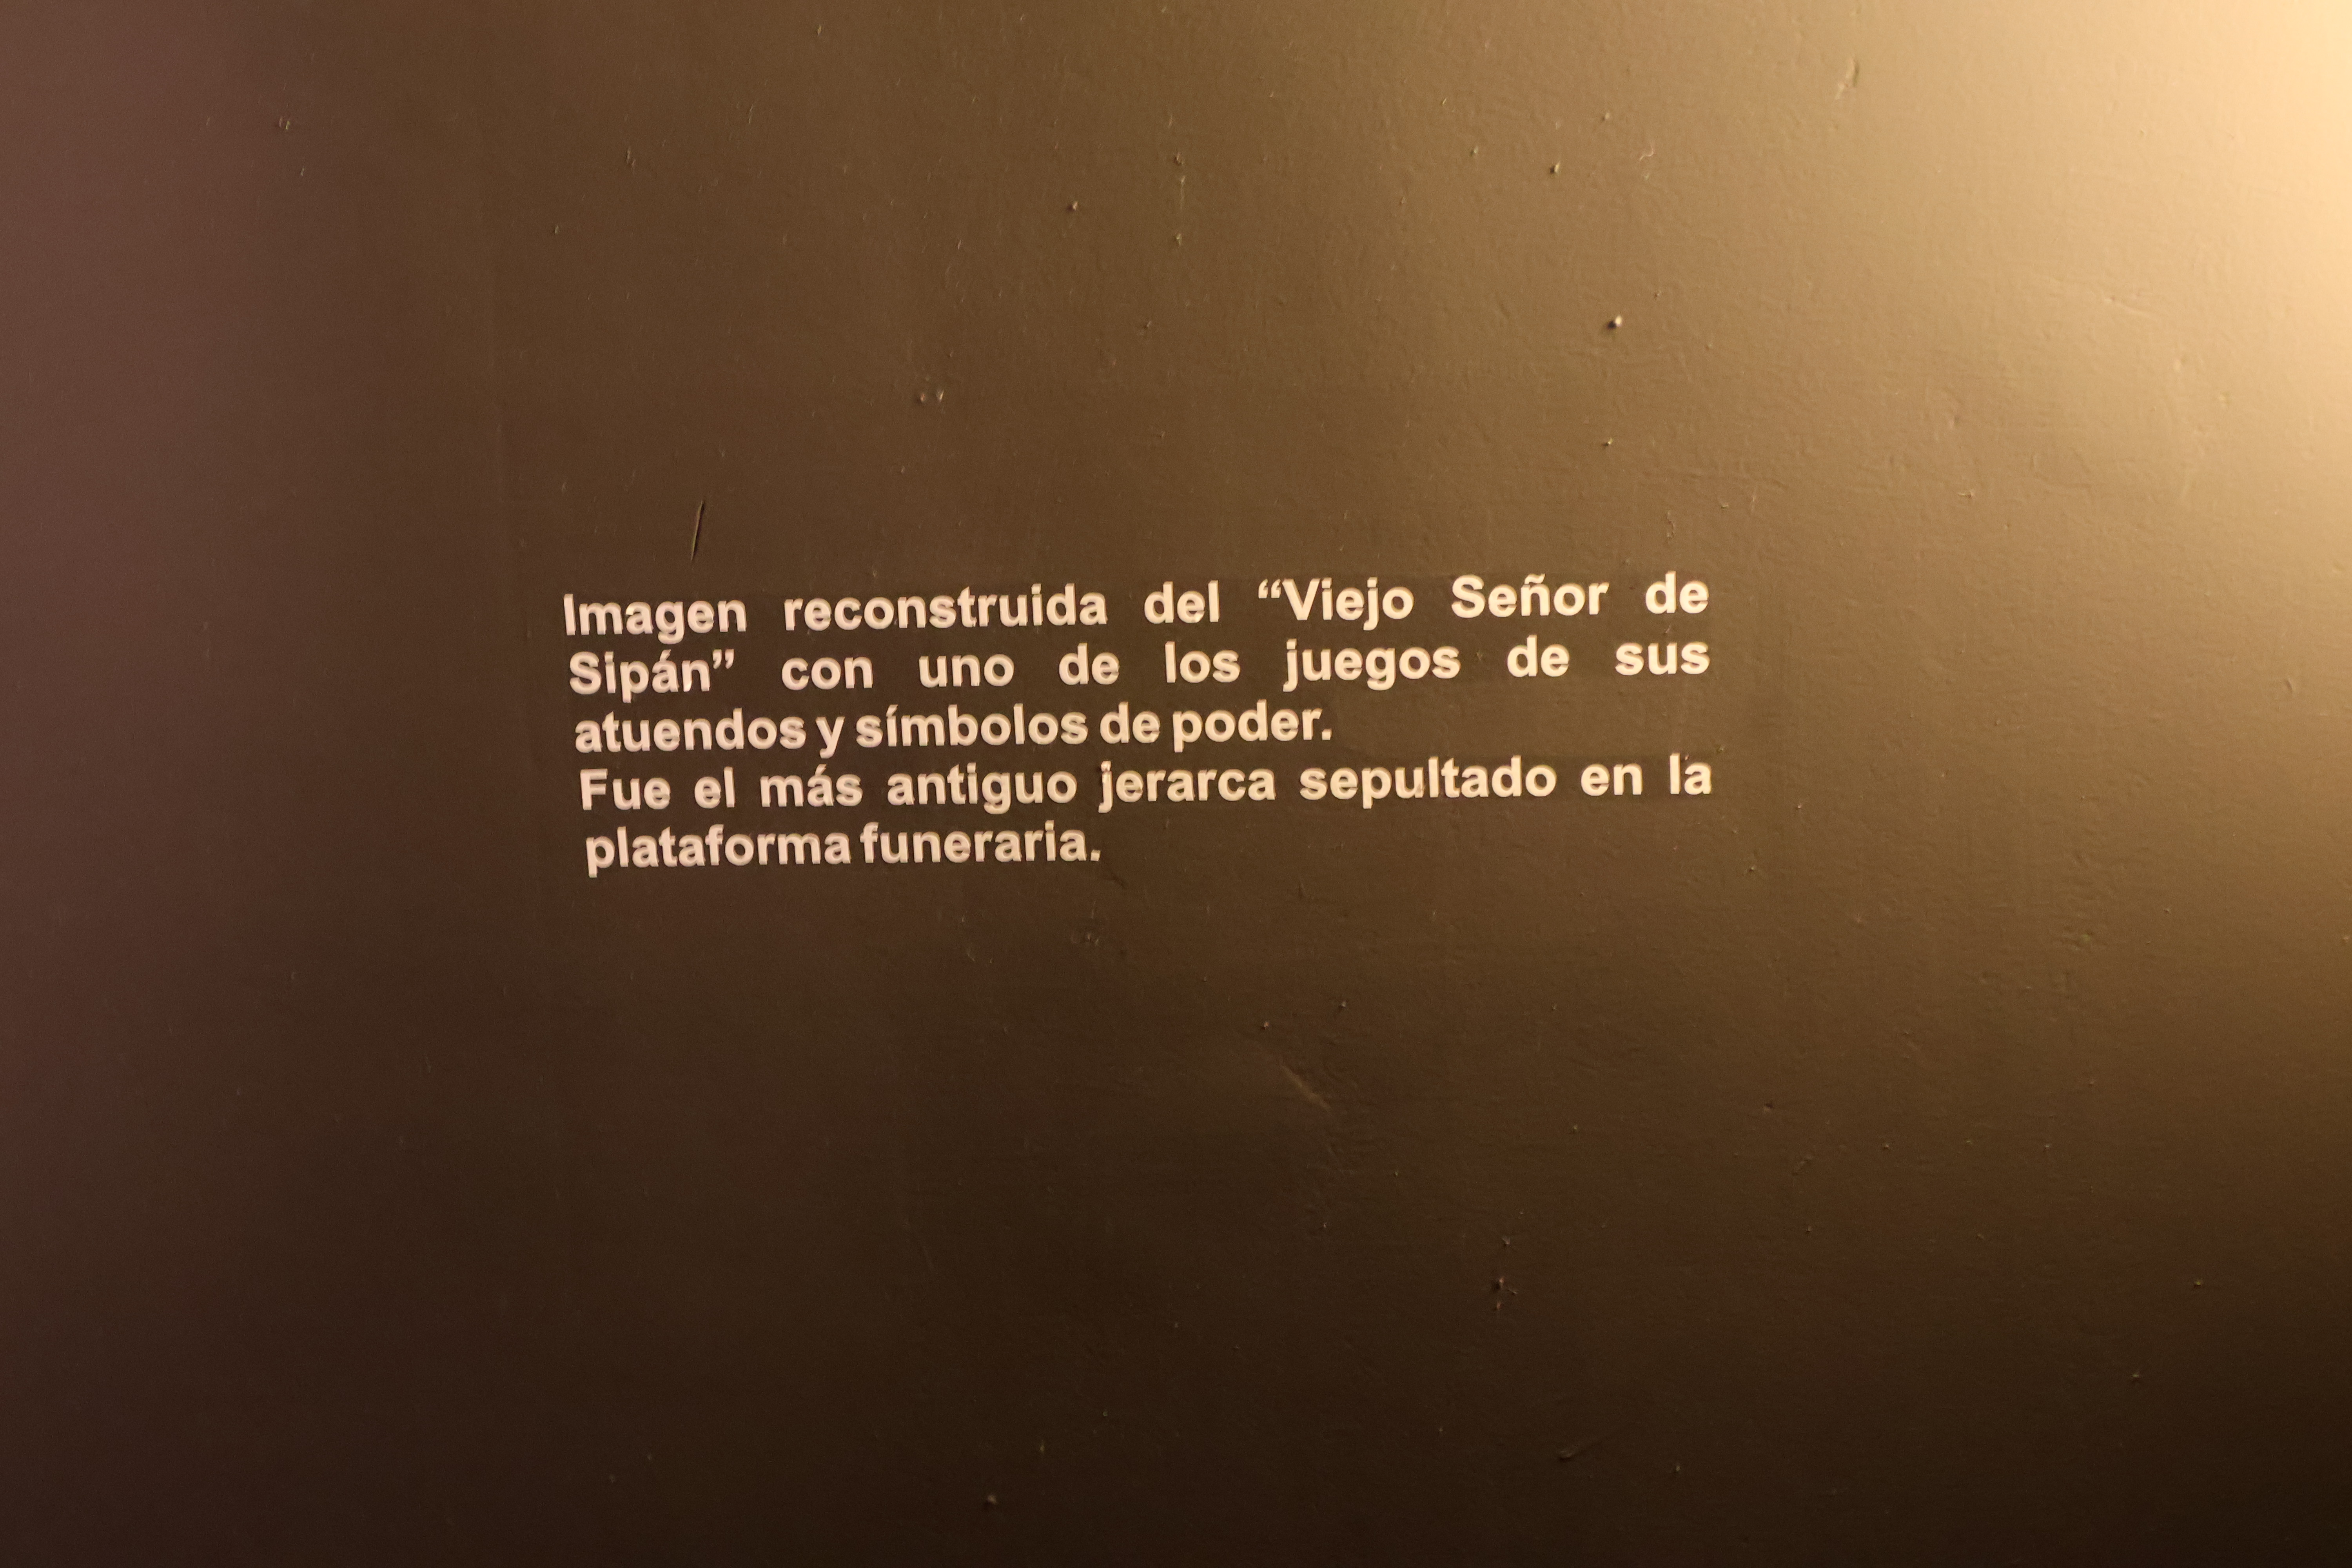 Imagen reconstruida del “Viejo Señor de
Sipán” con uno de los juegos de sus
atuendos y símbolos de poder.
Fue el más antiguo jerarca sepultado en la
plataforma funeraria.